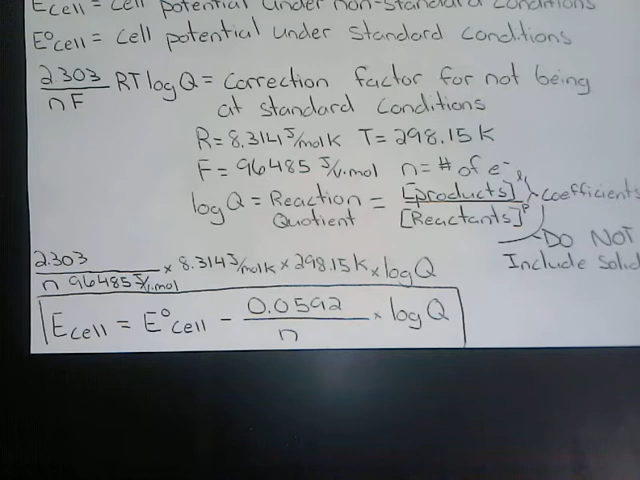 Ecell = cell potential under non-standard conditions
E°cell = cell potential under standard conditions
2.303/nF RT log Q = Correction factor for not being
at standard conditions
R = 8.314 J/mol K T = 298.15 K
F = 96485 J/V.mol n = # of e-
log Q = Reaction Quotient = [products]/[Reactants] coefficients
DO NOT
Include Solid
2.303/n 96485 J/V.mol × 8.314 J/mol K × 298.15 K × log Q
Ecell = E°cell - 0.0592/n × log Q